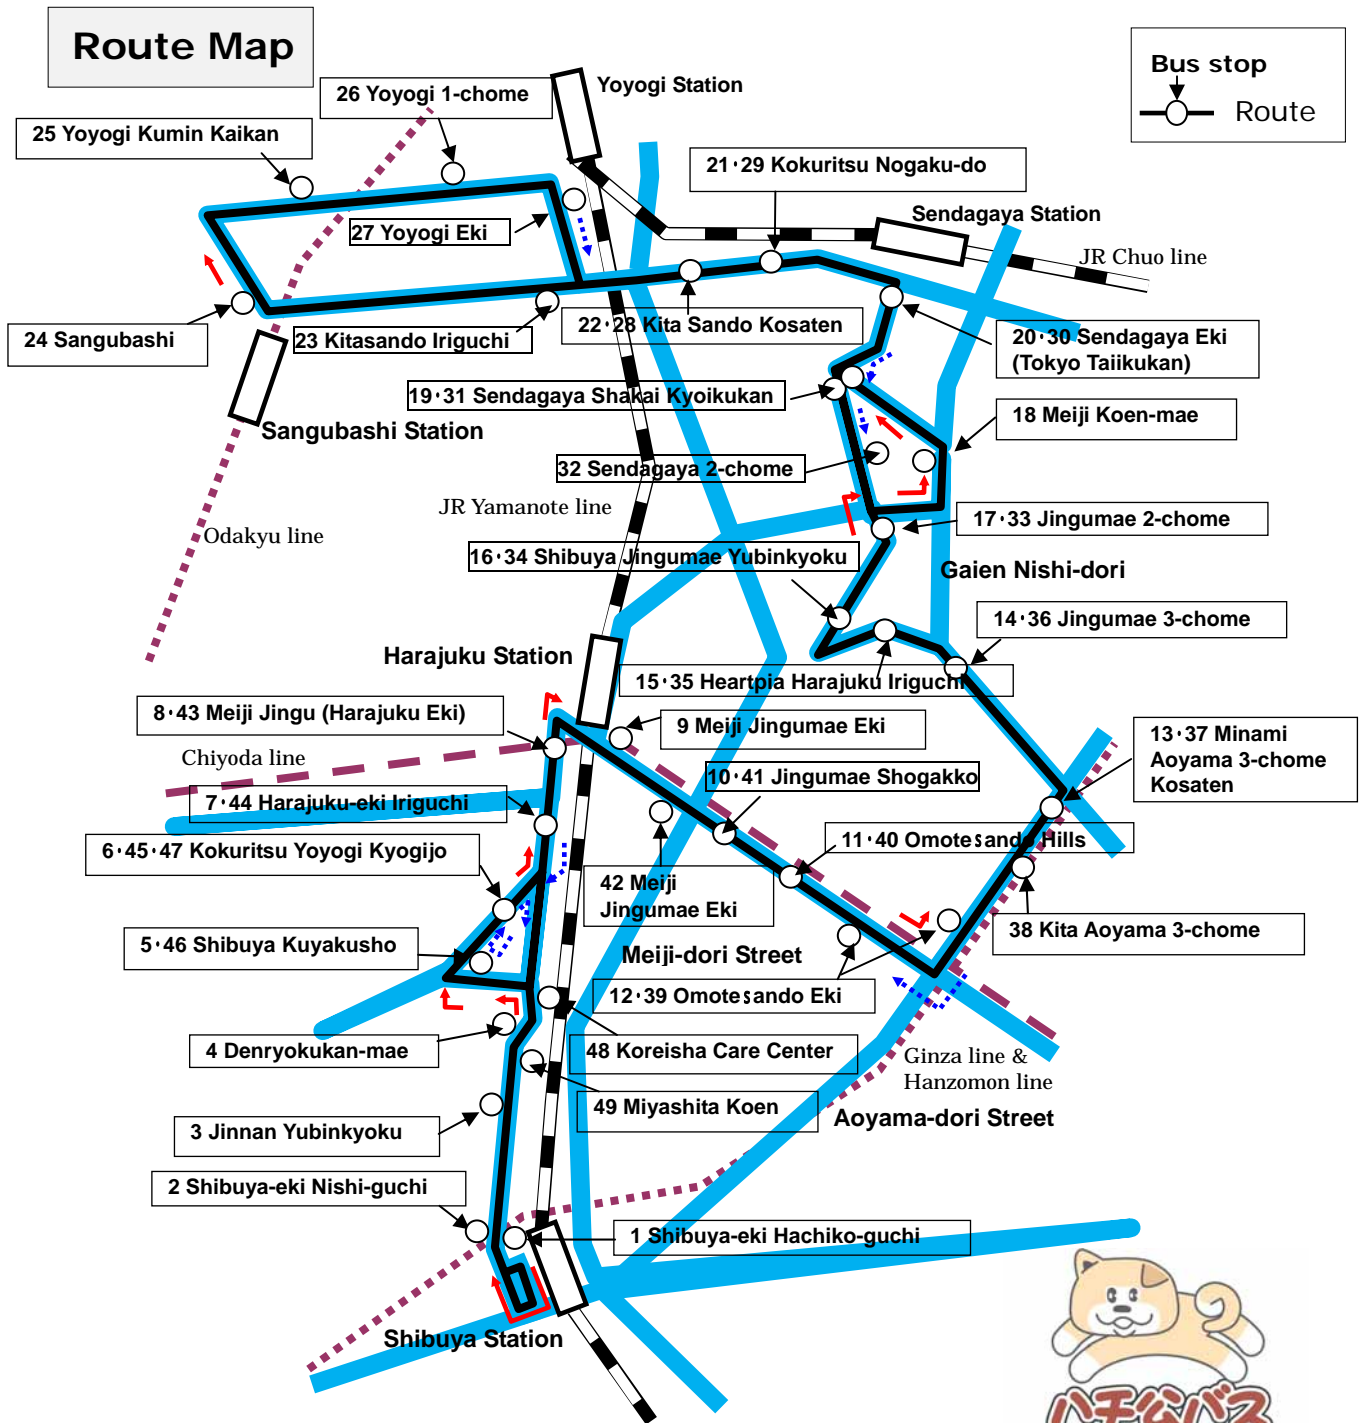 Route Map
Bus stop
Route
Yoyogi Station
26 Yoyogi 1-chome
25 Yoyogi Kumin Kaikan
21・29 Kokuritsu Nogaku-do
Sendagaya Station
27 Yoyogi Eki
JR Chuo line
24 Sangubashi
23 Kitasando Iriguchi
22・28 Kita Sando Kosaten
20・30 Sendagaya Eki
(Tokyo Taiikukan)
19・31 Sendagaya Shakai Kyoikukan
18 Meiji Koen-mae
Sangubashi Station
32 Sendagaya 2-chome
JR Yamanote line
17・33 Jingumae 2-chome
Odakyu line
16・34 Shibuya Jingumae Yubinkyoku
Gaien Nishi-dori
14・36 Jingumae 3-chome
Harajuku Station
15・35 Heartpia Harajuku Iriguchi
8・43 Meiji Jingu (Harajuku Eki)
9 Meiji Jingumae Eki
13・37 Minami
Aoyama 3-chome
Kosaten
Chiyoda line
10・41 Jingumae Shogakko
7・44 Harajuku-eki Iriguchi
11・40 Omotesando Hills
6・45・47 Kokuritsu Yoyogi Kyogijo
42 Meiji
Jingumae Eki
38 Kita Aoyama 3-chome
5・46 Shibuya Kuyakusho
Meiji-dori Street
12・39 Omotesando Eki
4 Denryokukan-mae
48 Koreisha Care Center
Ginza line &
Hanzomon line
49 Miyashita Koen
Aoyama-dori Street
3 Jinnan Yubinkyoku
2 Shibuya-eki Nishi-guchi
1 Shibuya-eki Hachiko-guchi
Shibuya Station
ハチ公バス